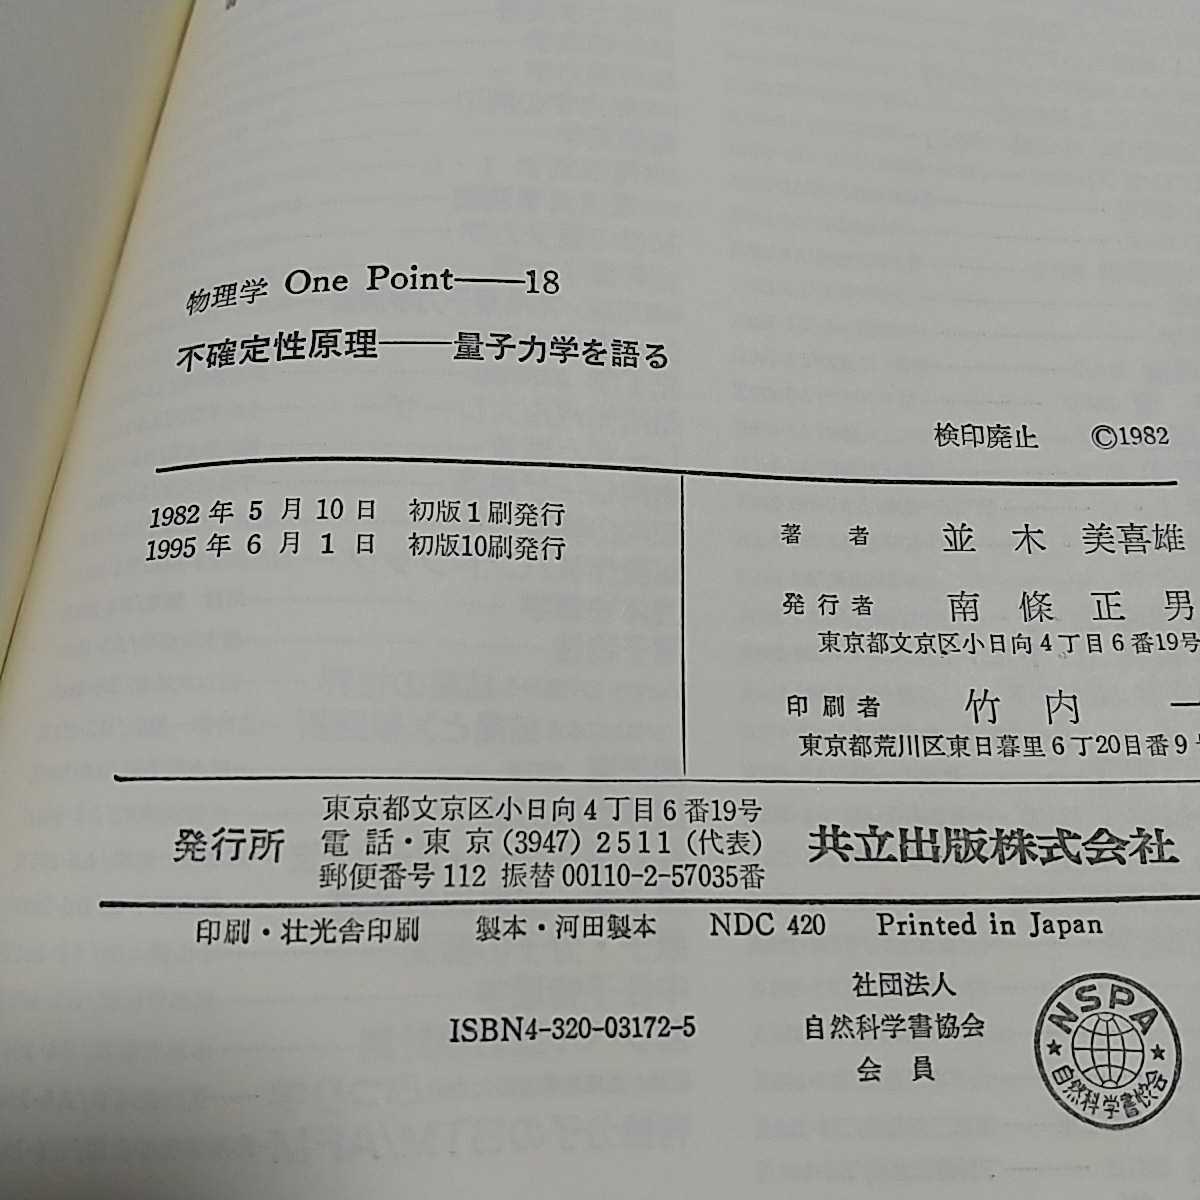 物理学 One Point——18
不確定性原理——量子力学を語る
検印廃止 ©1982
1982年5月10日 初版1刷発行
1995年6月1日 初版10刷発行
著者 並木美喜雄
発行者 南條正男
東京都文京区小日向4丁目6番19号
印刷者 竹内一
東京都荒川区東日暮里6丁20目番9号
発行所
東京都文京区小日向4丁目6番19号
電話・東京(3947)2511(代表)
郵便番号112 振替00110-2-57035番
共立出版株式会社
印刷・壮光舎印刷 製本・河田製本 NDC 420 Printed in Japan
ISBN4-320-03172-5
社団法人
自然科学書協会
会員
NSPA
自然科学書協会